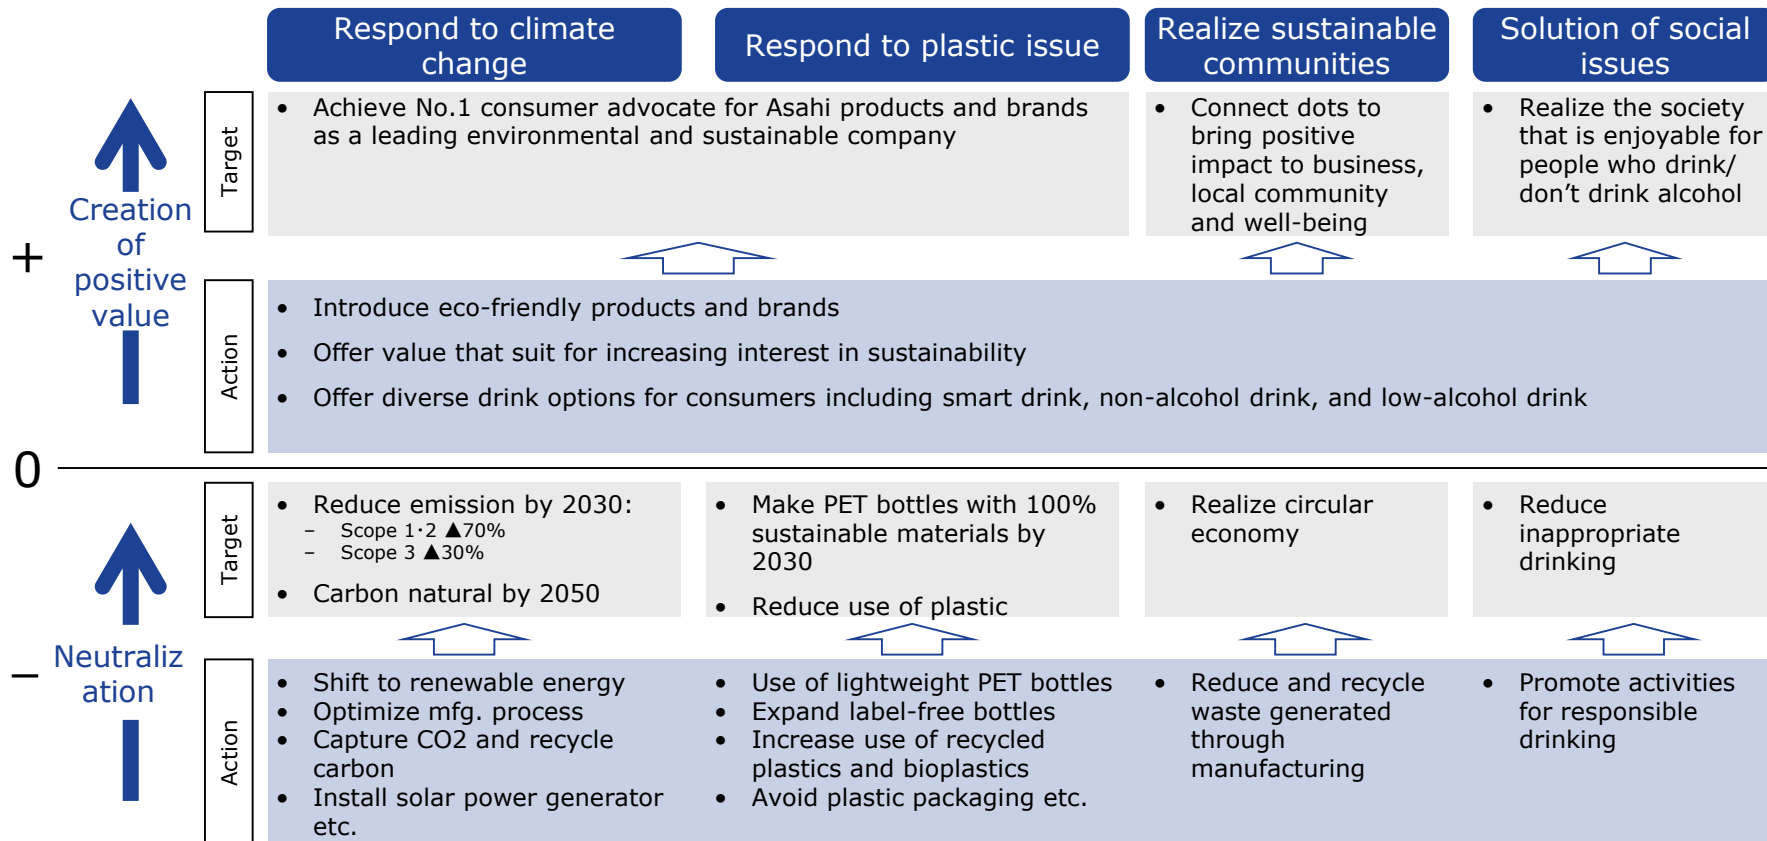 Respond to climate
change
Respond to plastic issue
Realize sustainable
communities
Solution of social
issues
+
Creation
of
positive
value
Target
• Achieve No.1 consumer advocate for Asahi products and brands
as a leading environmental and sustainable company
• Connect dots to
bring positive
impact to business,
local community
and well-being
• Realize the society
that is enjoyable for
people who drink/
don’t drink alcohol
Action
• Introduce eco-friendly products and brands
• Offer value that suit for increasing interest in sustainability
• Offer diverse drink options for consumers including smart drink, non-alcohol drink, and low-alcohol drink
0
−
Neutraliz
ation
Target
• Reduce emission by 2030:
– Scope 1・2 ▲70%
– Scope 3 ▲30%
• Carbon natural by 2050
• Make PET bottles with 100%
sustainable materials by
2030
• Reduce use of plastic
• Realize circular
economy
• Reduce
inappropriate
drinking
Action
• Shift to renewable energy
• Optimize mfg. process
• Capture CO2 and recycle
carbon
• Install solar power generator
etc.
• Use of lightweight PET bottles
• Expand label-free bottles
• Increase use of recycled
plastics and bioplastics
• Avoid plastic packaging etc.
• Reduce and recycle
waste generated
through
manufacturing
• Promote activities
for responsible
drinking